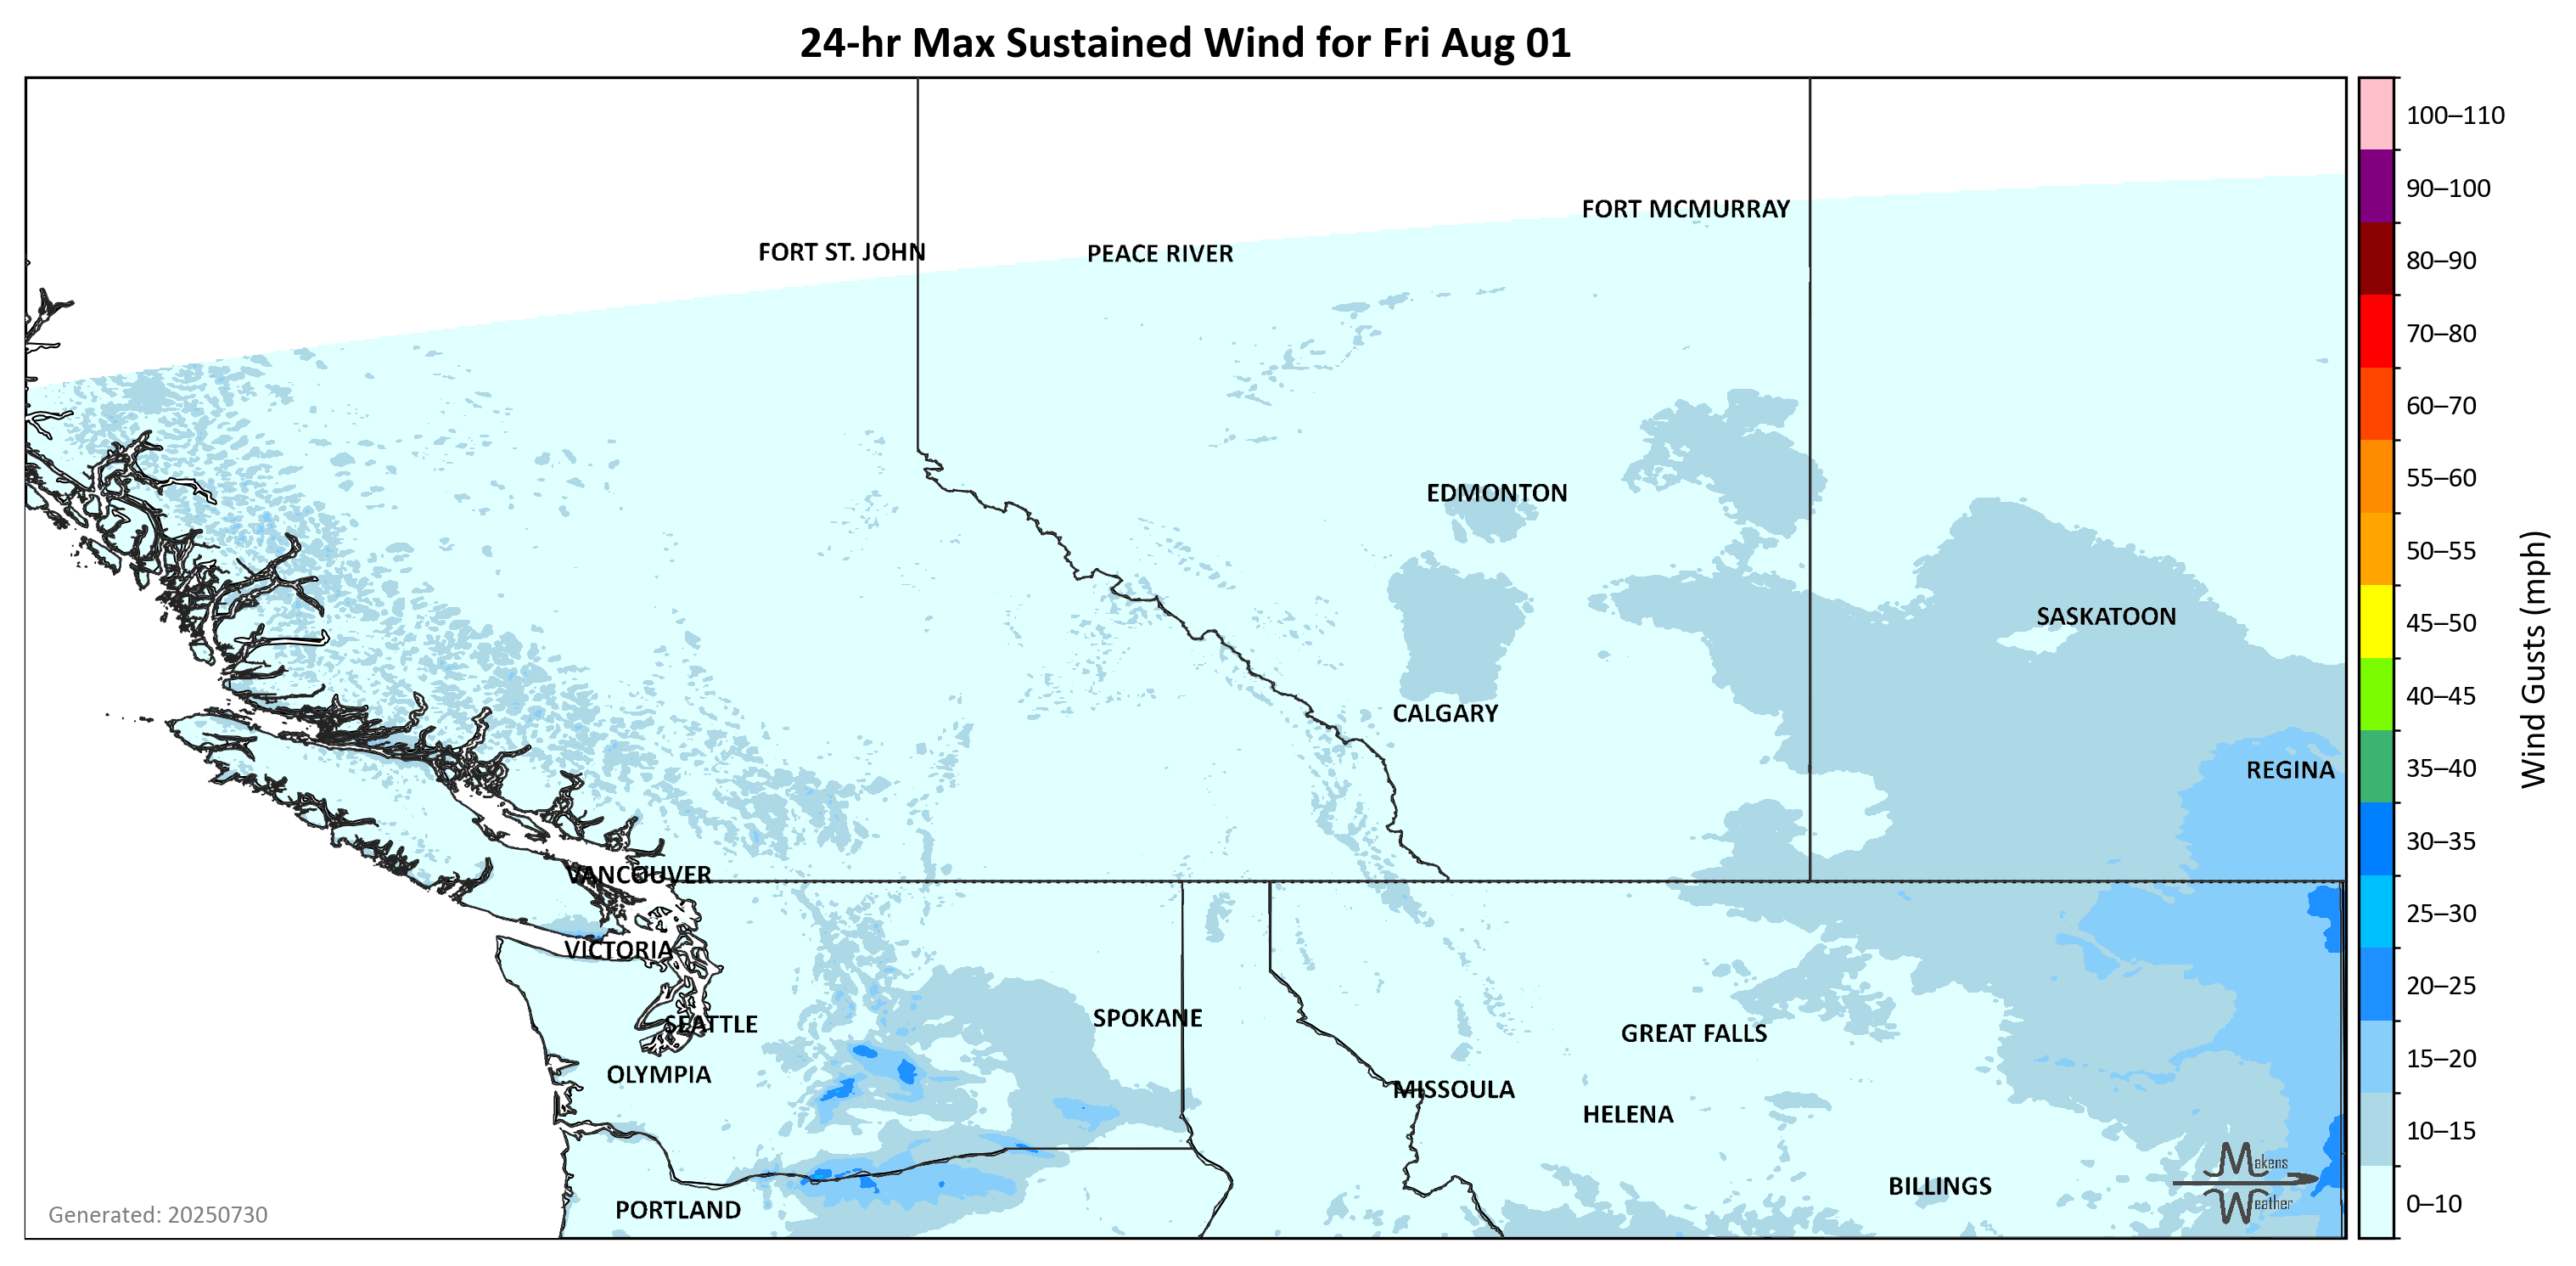 24-hr Max Sustained Wind for Fri Aug 01
100–110
90–100
80–90
70–80
60–70
55–60
50–55
45–50
40–45
35–40
30–35
25–30
20–25
15–20
10–15
0–10
Wind Gusts (mph)
FORT MCMURRAY
FORT ST. JOHN
PEACE RIVER
EDMONTON
SASKATOON
CALGARY
REGINA
VANCOUVER
VICTORIA
SPOKANE
SEATTLE
GREAT FALLS
OLYMPIA
MISSOULA
HELENA
BILLINGS
PORTLAND
Makens
Weather
Generated: 20250730